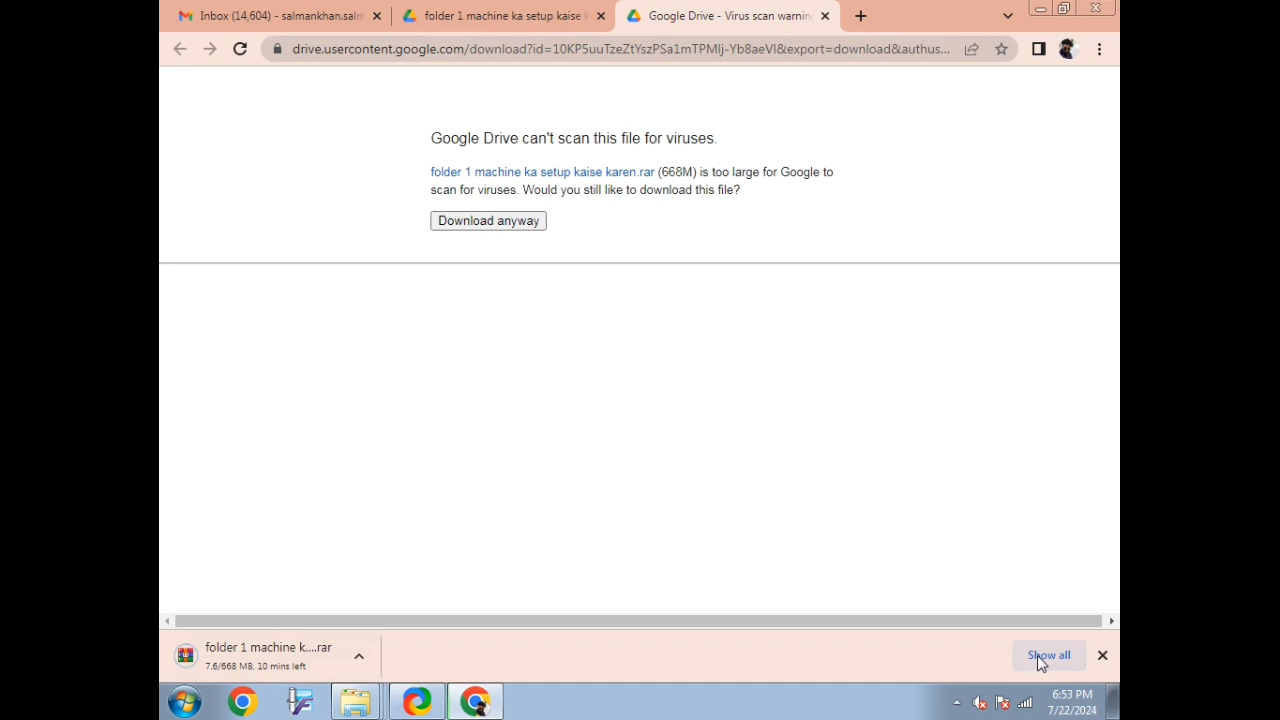 Inbox (14,604) - salmankhan.salm
folder 1 machine ka setup kaise k
Google Drive - Virus scan warnin
drive.usercontent.google.com/download?id=10KP5uuTzeZtYszPSa1mTPMIj-Yb8aeVI&export=download&authus...
Google Drive can't scan this file for viruses.
folder 1 machine ka setup kaise karen.rar (668M) is too large for Google to
scan for viruses. Would you still like to download this file?
Download anyway
folder 1 machine k....rar
7.6/668 MB, 10 mins left
Show all
6:53 PM
7/22/2024